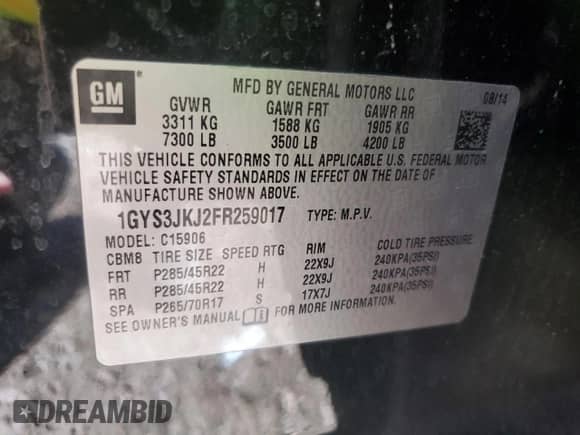 GM
MFD BY GENERAL MOTORS LLC 08/14
GVWR GAWR FRT GAWR RR
3311 KG 1588 KG 1905 KG
7300 LB 3500 LB 4200 LB
THIS VEHICLE CONFORMS TO ALL APPLICABLE U.S. FEDERAL MOTOR
VEHICLE SAFETY STANDARDS IN EFFECT ON THE DATE OF
MANUFACTURE SHOWN ABOVE.
1GYS3JKJ2FR259017 TYPE: M.P.V.
MODEL: C15906
CBM8 TIRE SIZE SPEED RTG RIM
FRT P285/45R22 H 22X9J 240KPA(35PSI)
RR P285/45R22 H 22X9J 240KPA(35PSI)
SPA P265/70R17 S 17X7J 240KPA(35PSI)
SEE OWNER'S MANUAL FOR MORE INFORMATION
DREAMBID